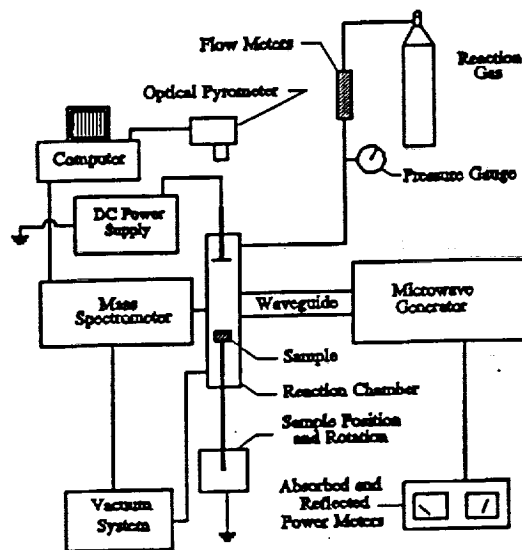 Flow Meters
Reaction
Gas
Optical Pyrometer
Computer
Pressure Gauge
DC Power
Supply
Mass
Spectrometer
Waveguide
Microwave
Generator
Sample
Reaction Chamber
Sample Position
and Rotation
Vacuum
System
Absorbed and
Reflected
Power Meters